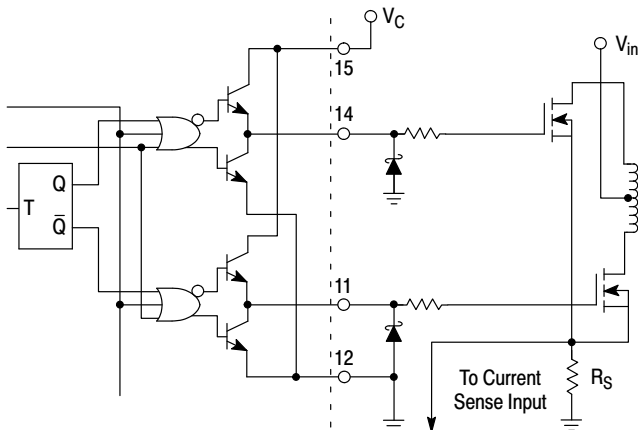 V_C
V_in
15
14
Q
T
Q̅
11
12
To Current
Sense Input
R_S